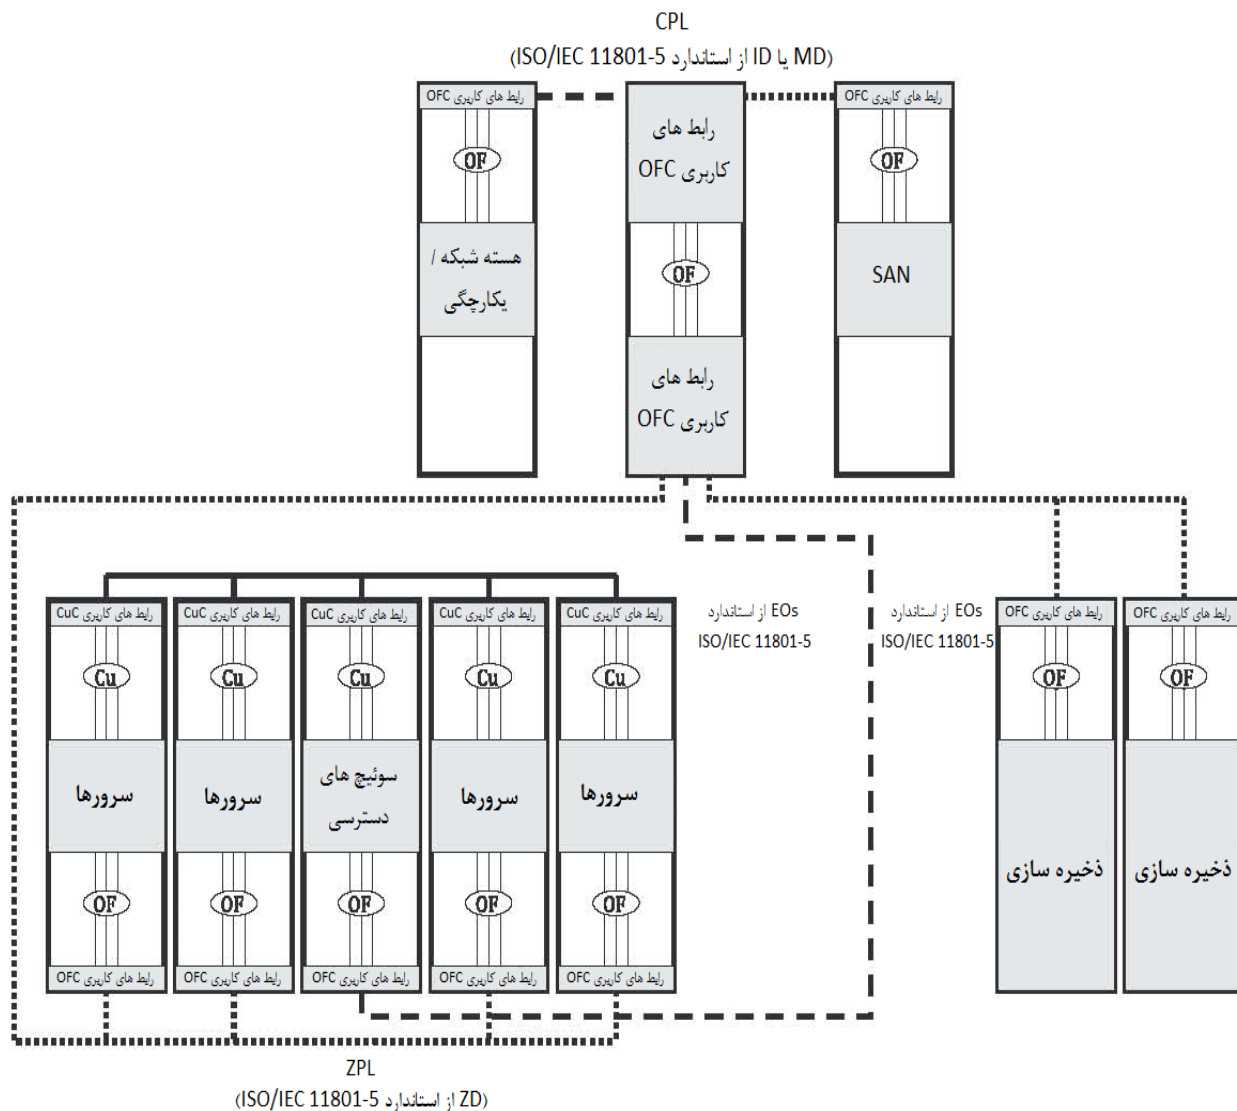 CPL
(MD یا ID از استاندارد ISO/IEC 11801-5)
رابط های کاربری OFC
رابط های
کاربری OFC
رابط های کاربری OFC
OF
OF
هسته شبکه /
یکارچگی
OF
SAN
رابط های
کاربری OFC
رابط های کاربری CuC
رابط های کاربری CuC
رابط های کاربری CuC
رابط های کاربری CuC
رابط های کاربری CuC
EOs از استاندارد
ISO/IEC 11801-5
EOs از استاندارد
ISO/IEC 11801-5
رابط های کاربری OFC
رابط های کاربری OFC
Cu
Cu
Cu
Cu
Cu
OF
OF
سرورها
سرورها
سوئیچ های
دسترسی
سرورها
سرورها
ذخیره سازی
ذخیره سازی
OF
OF
OF
OF
OF
رابط های کاربری OFC
رابط های کاربری OFC
رابط های کاربری OFC
رابط های کاربری OFC
رابط های کاربری OFC
ZPL
(ZD از استاندارد ISO/IEC 11801-5)